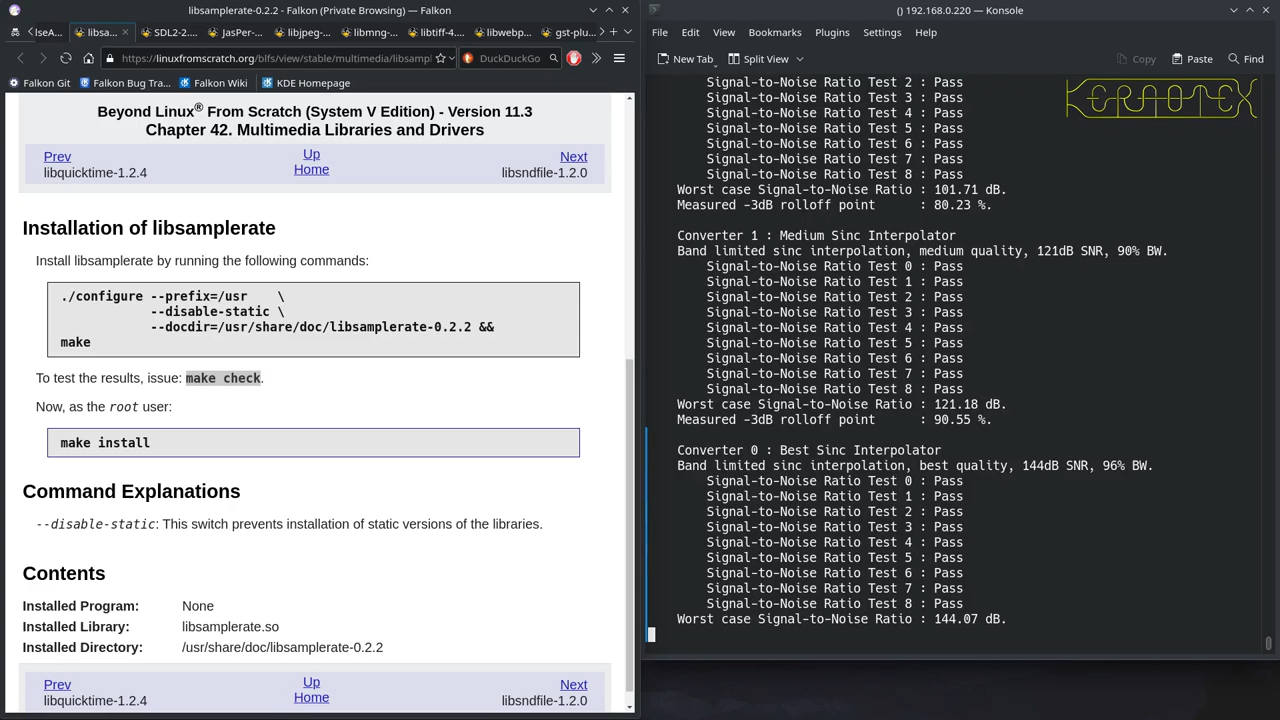 libsamplerate-0.2.2 - Falkon (Private Browsing) — Falkon
lseA...
libsa...
SDL2-2....
JasPer-...
libjpeg-...
libmng-...
libtiff-4....
libwebp...
gst-plu...
https://linuxfromscratch.org/blfs/view/stable/multimedia/libsampl
DuckDuckGo
Falkon Git
Falkon Bug Tra...
Falkon Wiki
KDE Homepage
Beyond Linux® From Scratch (System V Edition) - Version 11.3
Chapter 42. Multimedia Libraries and Drivers
Prev
Up
Next
libquicktime-1.2.4
Home
libsndfile-1.2.0
Installation of libsamplerate
Install libsamplerate by running the following commands:
./configure --prefix=/usr    \
            --disable-static \
            --docdir=/usr/share/doc/libsamplerate-0.2.2 &&
make
To test the results, issue: make check.
Now, as the root user:
make install
Command Explanations
--disable-static: This switch prevents installation of static versions of the libraries.
Contents
Installed Program: None
Installed Library: libsamplerate.so
Installed Directory: /usr/share/doc/libsamplerate-0.2.2
Prev
Up
Next
libquicktime-1.2.4
Home
libsndfile-1.2.0
() 192.168.0.220 — Konsole
File Edit View Bookmarks Plugins Settings Help
New Tab Split View Copy Paste Find
Signal-to-Noise Ratio Test 2 : Pass
Signal-to-Noise Ratio Test 3 : Pass
Signal-to-Noise Ratio Test 4 : Pass
Signal-to-Noise Ratio Test 5 : Pass
Signal-to-Noise Ratio Test 6 : Pass
Signal-to-Noise Ratio Test 7 : Pass
Signal-to-Noise Ratio Test 8 : Pass
Worst case Signal-to-Noise Ratio : 101.71 dB.
Measured -3dB rolloff point      : 80.23 %.
Converter 1 : Medium Sinc Interpolator
Band limited sinc interpolation, medium quality, 121dB SNR, 90% BW.
Signal-to-Noise Ratio Test 0 : Pass
Signal-to-Noise Ratio Test 1 : Pass
Signal-to-Noise Ratio Test 2 : Pass
Signal-to-Noise Ratio Test 3 : Pass
Signal-to-Noise Ratio Test 4 : Pass
Signal-to-Noise Ratio Test 5 : Pass
Signal-to-Noise Ratio Test 6 : Pass
Signal-to-Noise Ratio Test 7 : Pass
Signal-to-Noise Ratio Test 8 : Pass
Worst case Signal-to-Noise Ratio : 121.18 dB.
Measured -3dB rolloff point      : 90.55 %.
Converter 0 : Best Sinc Interpolator
Band limited sinc interpolation, best quality, 144dB SNR, 96% BW.
Signal-to-Noise Ratio Test 0 : Pass
Signal-to-Noise Ratio Test 1 : Pass
Signal-to-Noise Ratio Test 2 : Pass
Signal-to-Noise Ratio Test 3 : Pass
Signal-to-Noise Ratio Test 4 : Pass
Signal-to-Noise Ratio Test 5 : Pass
Signal-to-Noise Ratio Test 6 : Pass
Signal-to-Noise Ratio Test 7 : Pass
Signal-to-Noise Ratio Test 8 : Pass
Worst case Signal-to-Noise Ratio : 144.07 dB.